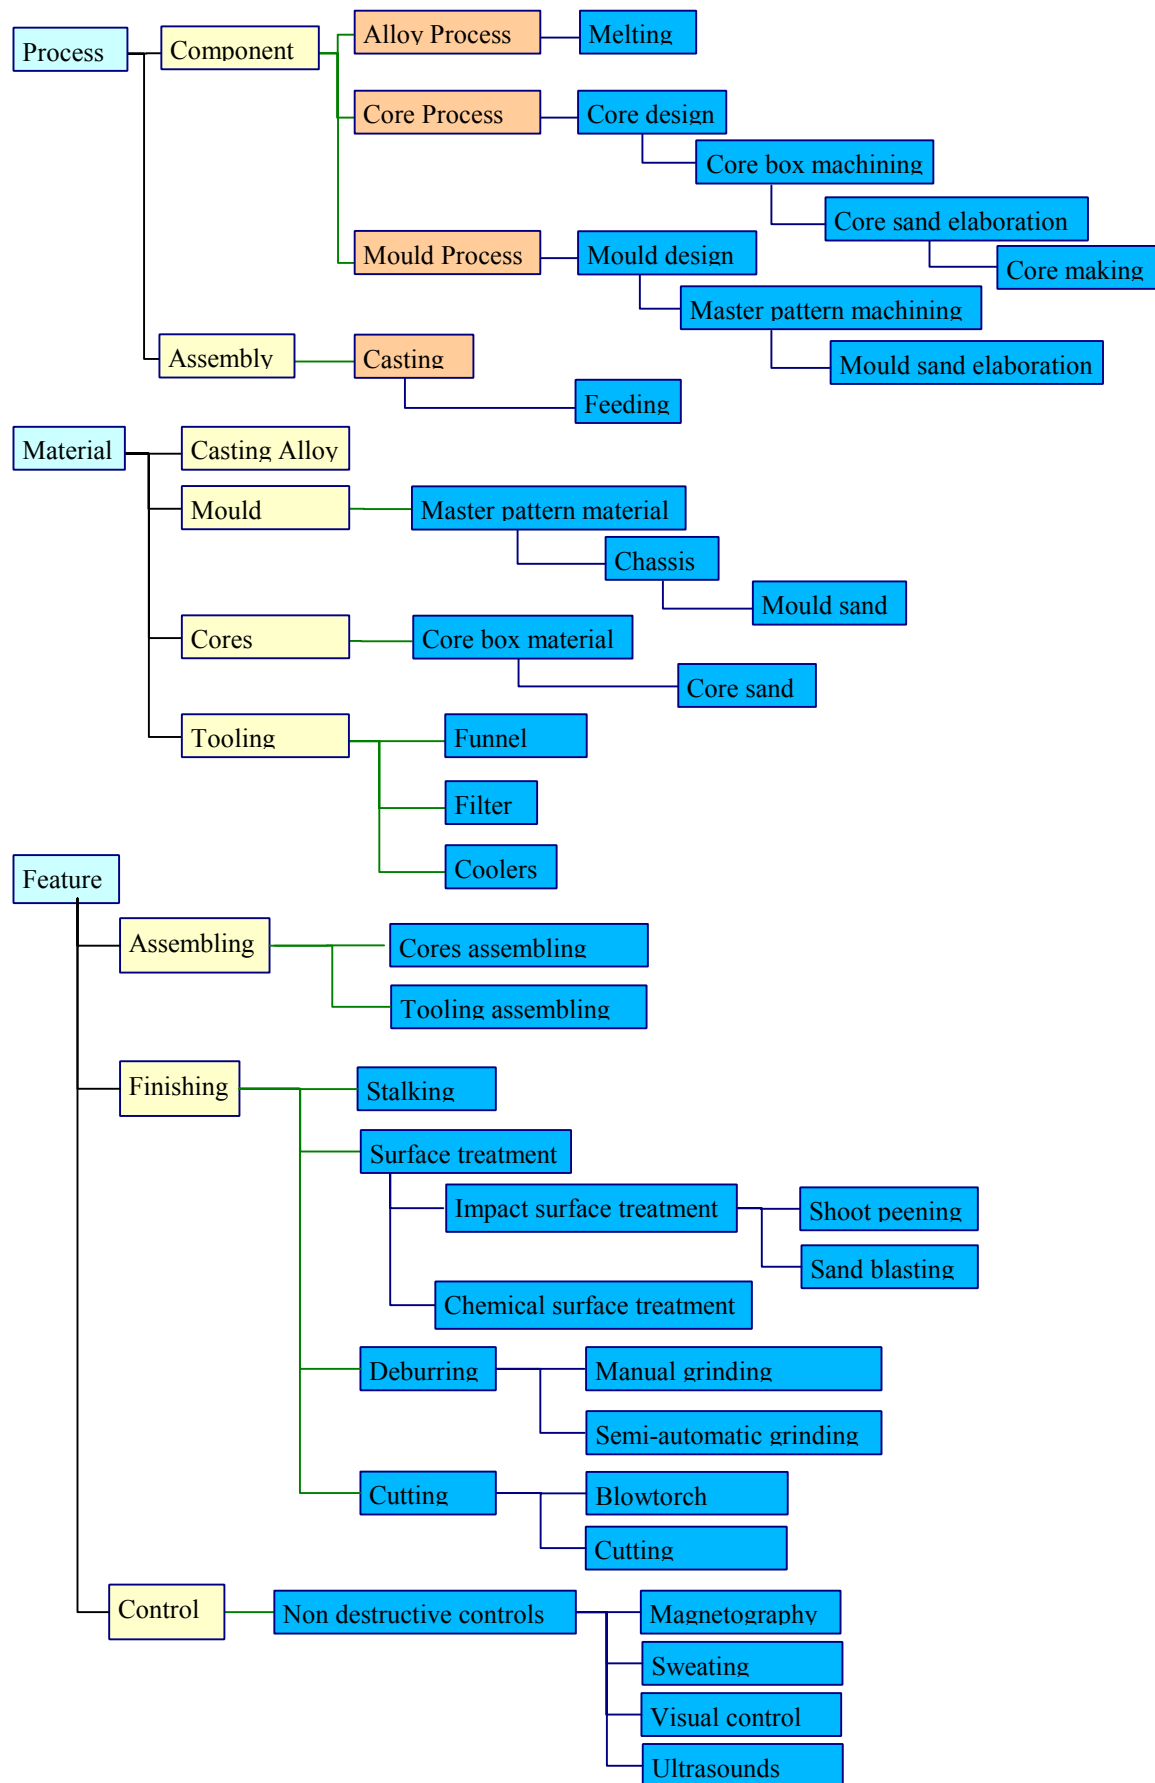 Process
Component
Alloy Process
Melting
Core Process
Core design
Core box machining
Core sand elaboration
Core making
Mould Process
Mould design
Master pattern machining
Mould sand elaboration
Assembly
Casting
Feeding
Material
Casting Alloy
Mould
Master pattern material
Chassis
Mould sand
Cores
Core box material
Core sand
Tooling
Funnel
Filter
Coolers
Feature
Assembling
Cores assembling
Tooling assembling
Finishing
Stalking
Surface treatment
Impact surface treatment
Shoot peening
Sand blasting
Chemical surface treatment
Deburring
Manual grinding
Semi-automatic grinding
Cutting
Blowtorch
Cutting
Control
Non destructive controls
Magnetography
Sweating
Visual control
Ultrasounds